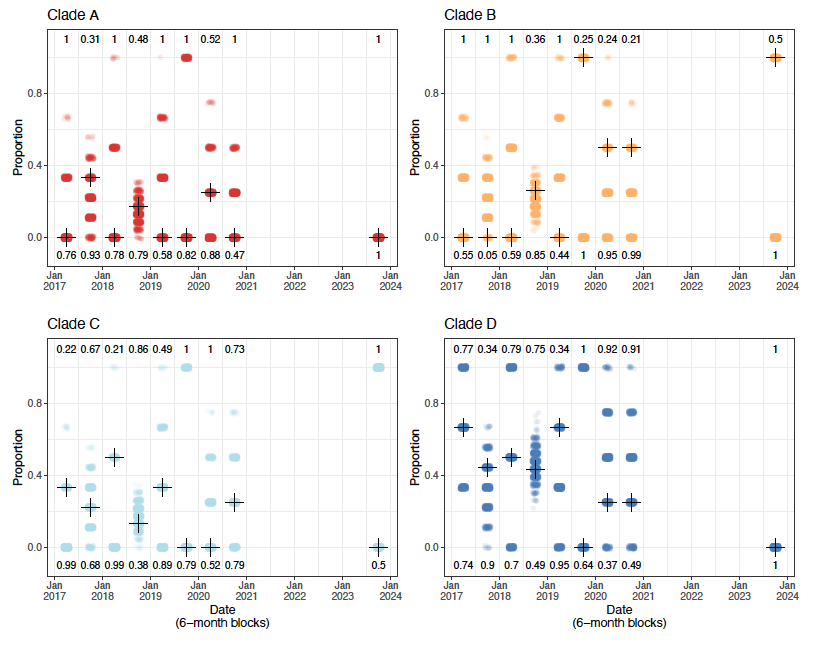 Clade A
1 0.31 1 0.48 1 1 0.52 1 1
Proportion
0.8
0.4
0.0
0.76 0.93 0.78 0.79 0.58 0.82 0.88 0.47 1
Jan Jan Jan Jan Jan Jan Jan Jan
2017 2018 2019 2020 2021 2022 2023 2024
Clade B
1 1 1 0.36 1 0.25 0.24 0.21 0.5
Proportion
0.8
0.4
0.0
0.55 0.05 0.59 0.85 0.44 1 0.95 0.99 1
Jan Jan Jan Jan Jan Jan Jan Jan
2017 2018 2019 2020 2021 2022 2023 2024
Clade C
0.22 0.67 0.21 0.86 0.49 1 1 0.73 1
Proportion
0.8
0.4
0.0
0.99 0.68 0.99 0.38 0.89 0.79 0.52 0.79 0.5
Jan Jan Jan Jan Jan Jan Jan Jan
2017 2018 2019 2020 2021 2022 2023 2024
Date
(6−month blocks)
Clade D
0.77 0.34 0.79 0.75 0.34 1 0.92 0.91 1
Proportion
0.8
0.4
0.0
0.74 0.9 0.7 0.49 0.95 0.64 0.37 0.49 1
Jan Jan Jan Jan Jan Jan Jan Jan
2017 2018 2019 2020 2021 2022 2023 2024
Date
(6−month blocks)